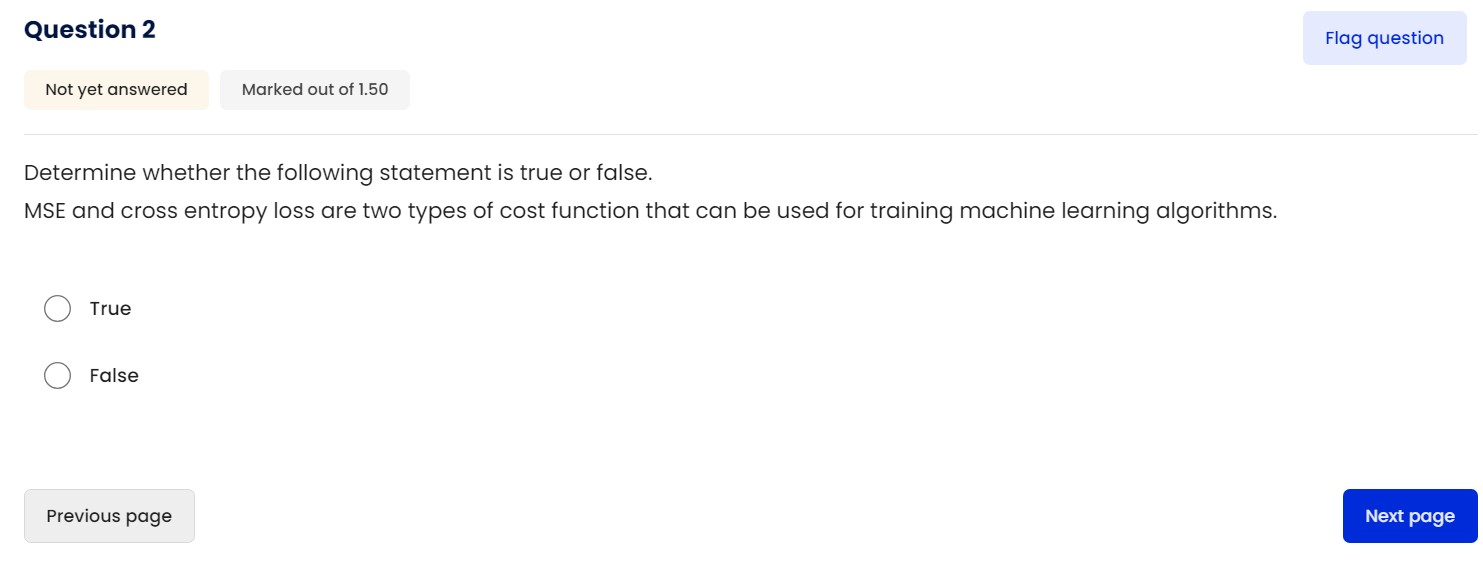 Question 2
Flag question
Not yet answered
Marked out of 1.50
Determine whether the following statement is true or false.
MSE and cross entropy loss are two types of cost function that can be used for training machine learning algorithms.
True
False
Previous page
Next page